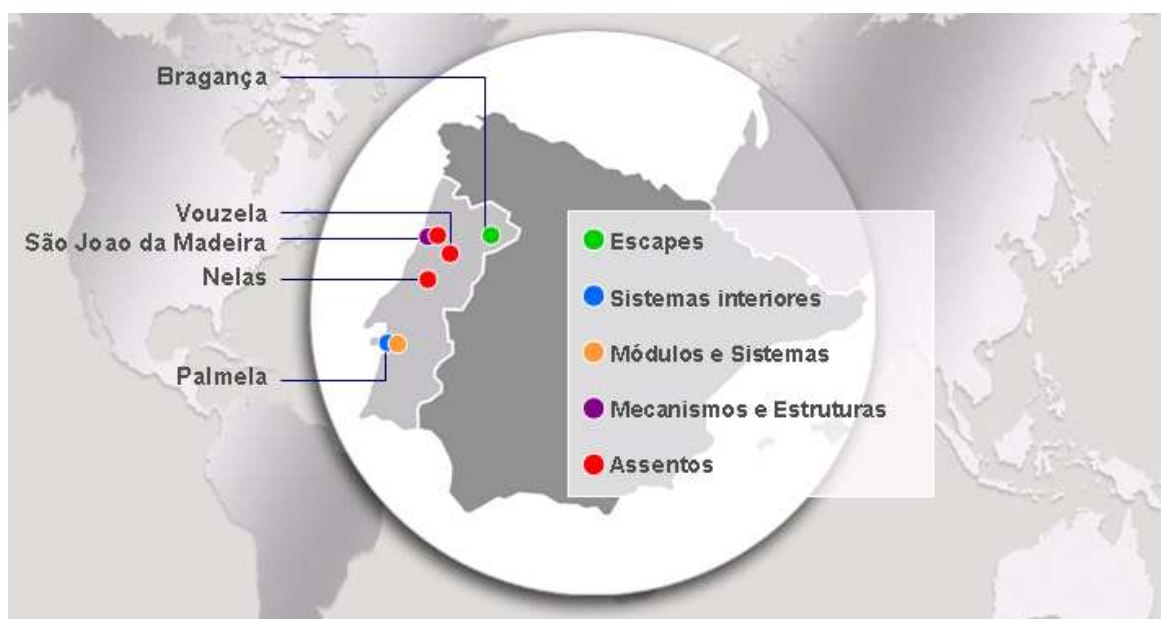 Bragança
Vouzela
São Joao da Madeira
Nelas
Palmela
Escapes
Sistemas interiores
Módulos e Sistemas
Mecanismos e Estruturas
Assentos